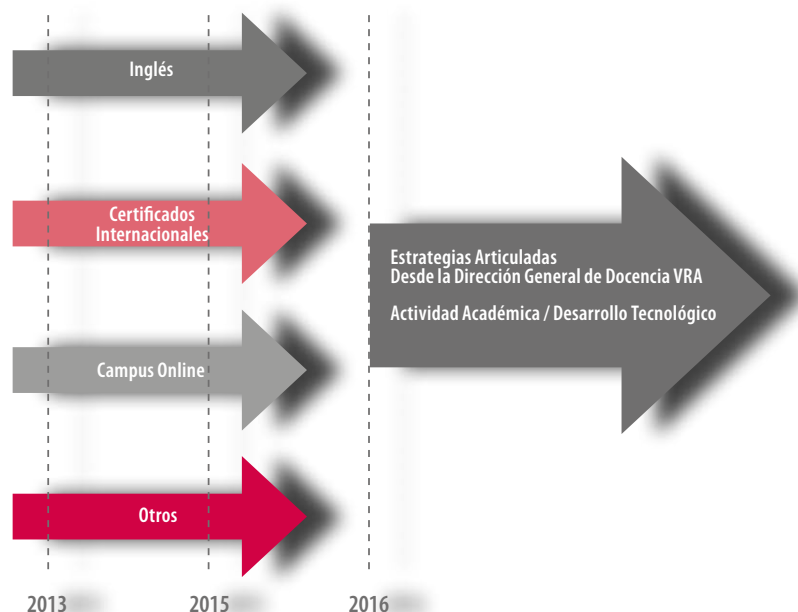 Inglés
Certificados
Internacionales
Campus Online
Otros
Estrategias Articuladas
Desde la Dirección General de Docencia VRA
Actividad Académica / Desarrollo Tecnológico
2013
2015
2016